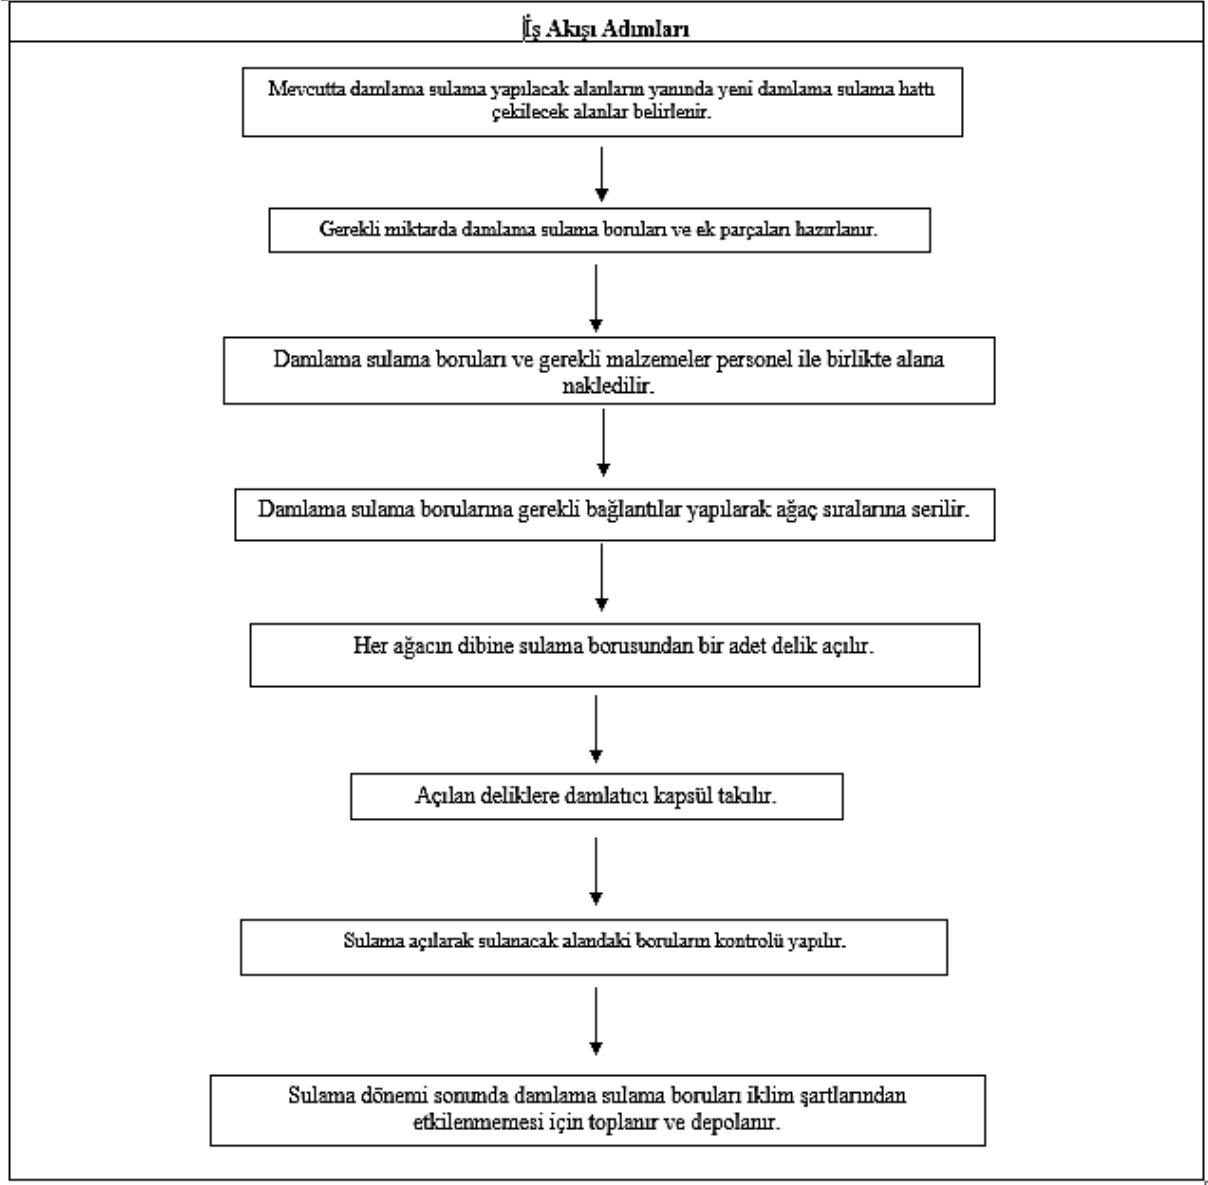 İş Akışı Adımları
Mevcutta damlama sulama yapılacak alanların yanında yeni damlama sulama hattı
çekilecek alanlar belirlenir.
Gerekli miktarda damlama sulama boruları ve ek parçaları hazırlanır.
Damlama sulama boruları ve gerekli malzemeler personel ile birlikte alana
nakledilir.
Damlama sulama borularına gerekli bağlantılar yapılarak ağaç sıralarına serilir.
Her ağacın dibine sulama borusundan bir adet delik açılır.
Açılan deliklere damlatıcı kapsül takılır.
Sulama açılarak sulanacak alandaki boruların kontrolü yapılır.
Sulama dönemi sonunda damlama sulama boruları iklim şartlarından
etkilenmemesi için toplanır ve depolanır.